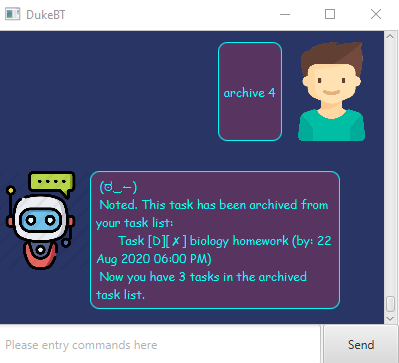 DukeBT
archive 4
(ಠ‿~)
Noted. This task has been archived from
your task list:
Task [D][✗] biology homework (by: 22
Aug 2020 06:00 PM)
Now you have 3 tasks in the archived
task list.
Please enter commands here
Send